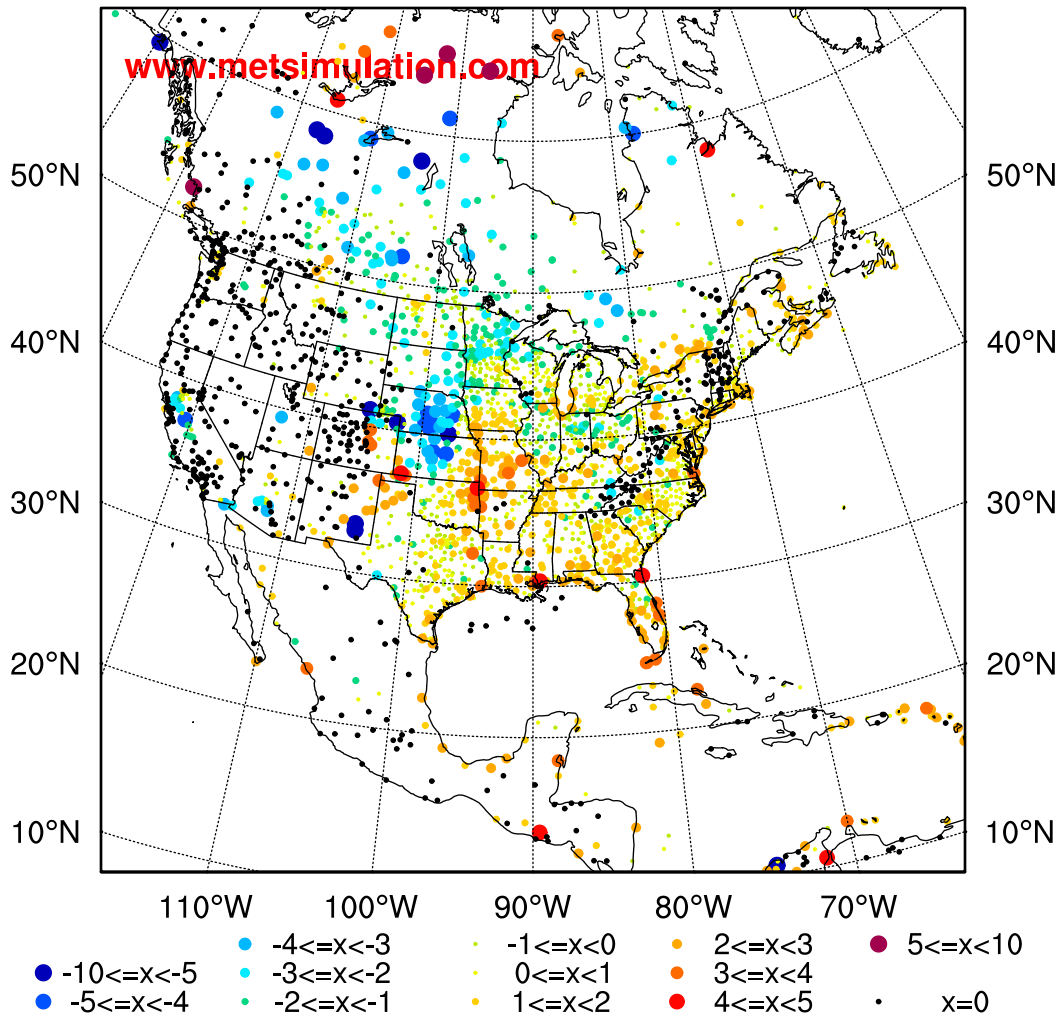 www.metsimulation.com
50°N 50°N
40°N 40°N
30°N 30°N
20°N 20°N
10°N 10°N
110°W 100°W 90°W 80°W 70°W
-4<=x<-3 -1<=x<0 2<=x<3 5<=x<10
-10<=x<-5 -3<=x<-2 0<=x<1 3<=x<4
-5<=x<-4 -2<=x<-1 1<=x<2 4<=x<5 x=0